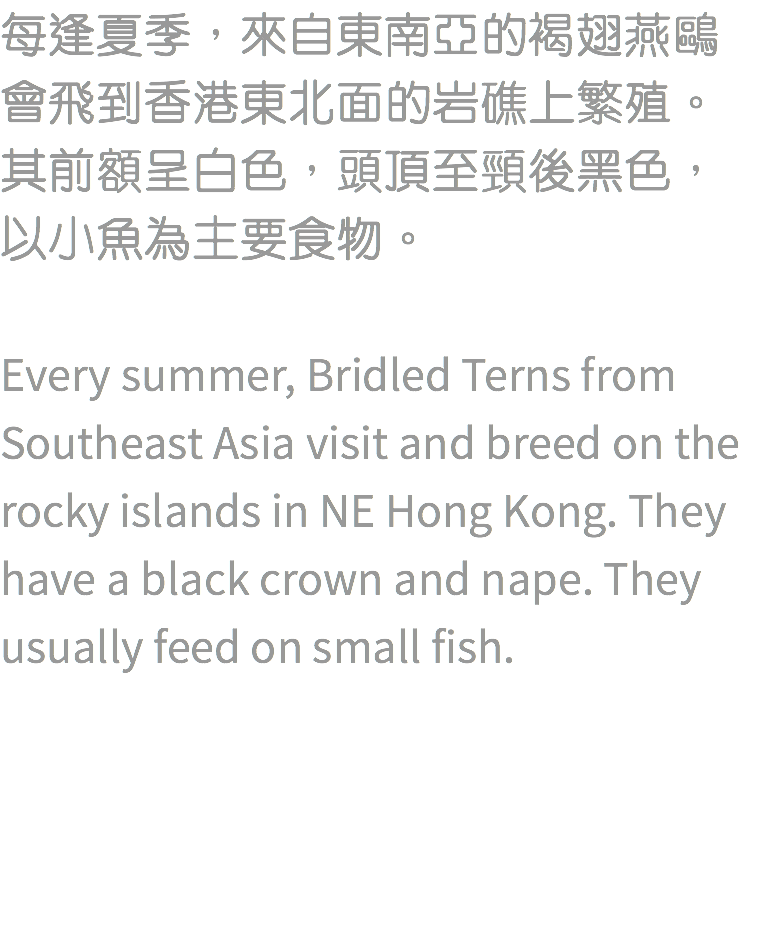 每逢夏季，來自東南亞的褐翅燕鷗
會飛到香港東北面的岩礁上繁殖。
其前額呈白色，頭頂至頸後黑色，
以小魚為主要食物。
Every summer, Bridled Terns from
Southeast Asia visit and breed on the
rocky islands in NE Hong Kong. They
have a black crown and nape. They
usually feed on small fish.